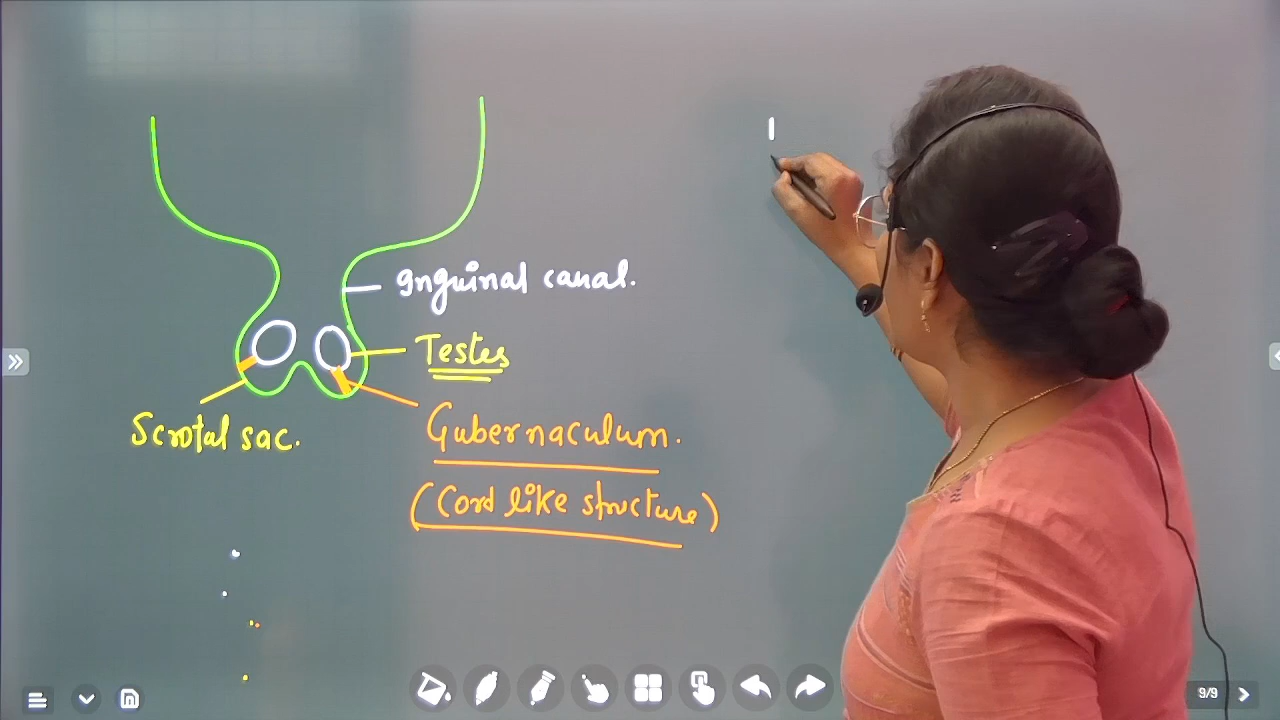 Inguinal canal.
Testes
Scrotal sac.
Gubernaculum.
(Cord like structure)
9/9